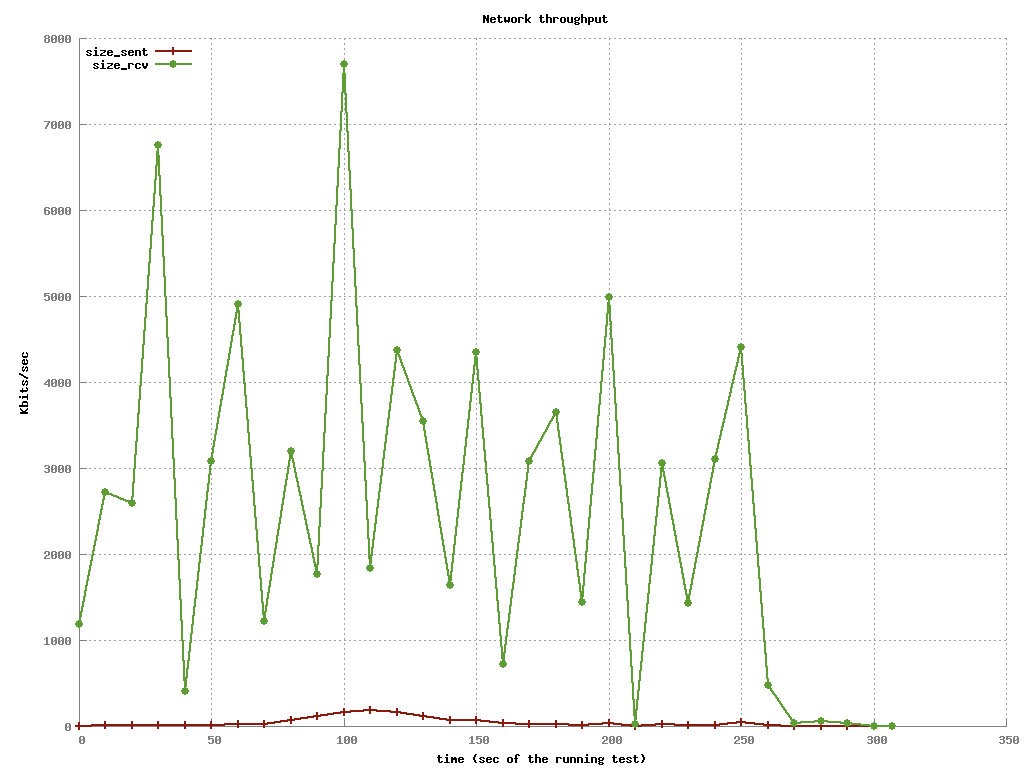 Network throughput
size_sent
size_rcv
8000
7000
6000
5000
4000
3000
2000
1000
0
Kbits/sec
0 50 100 150 200 250 300 350
time (sec of the running test)